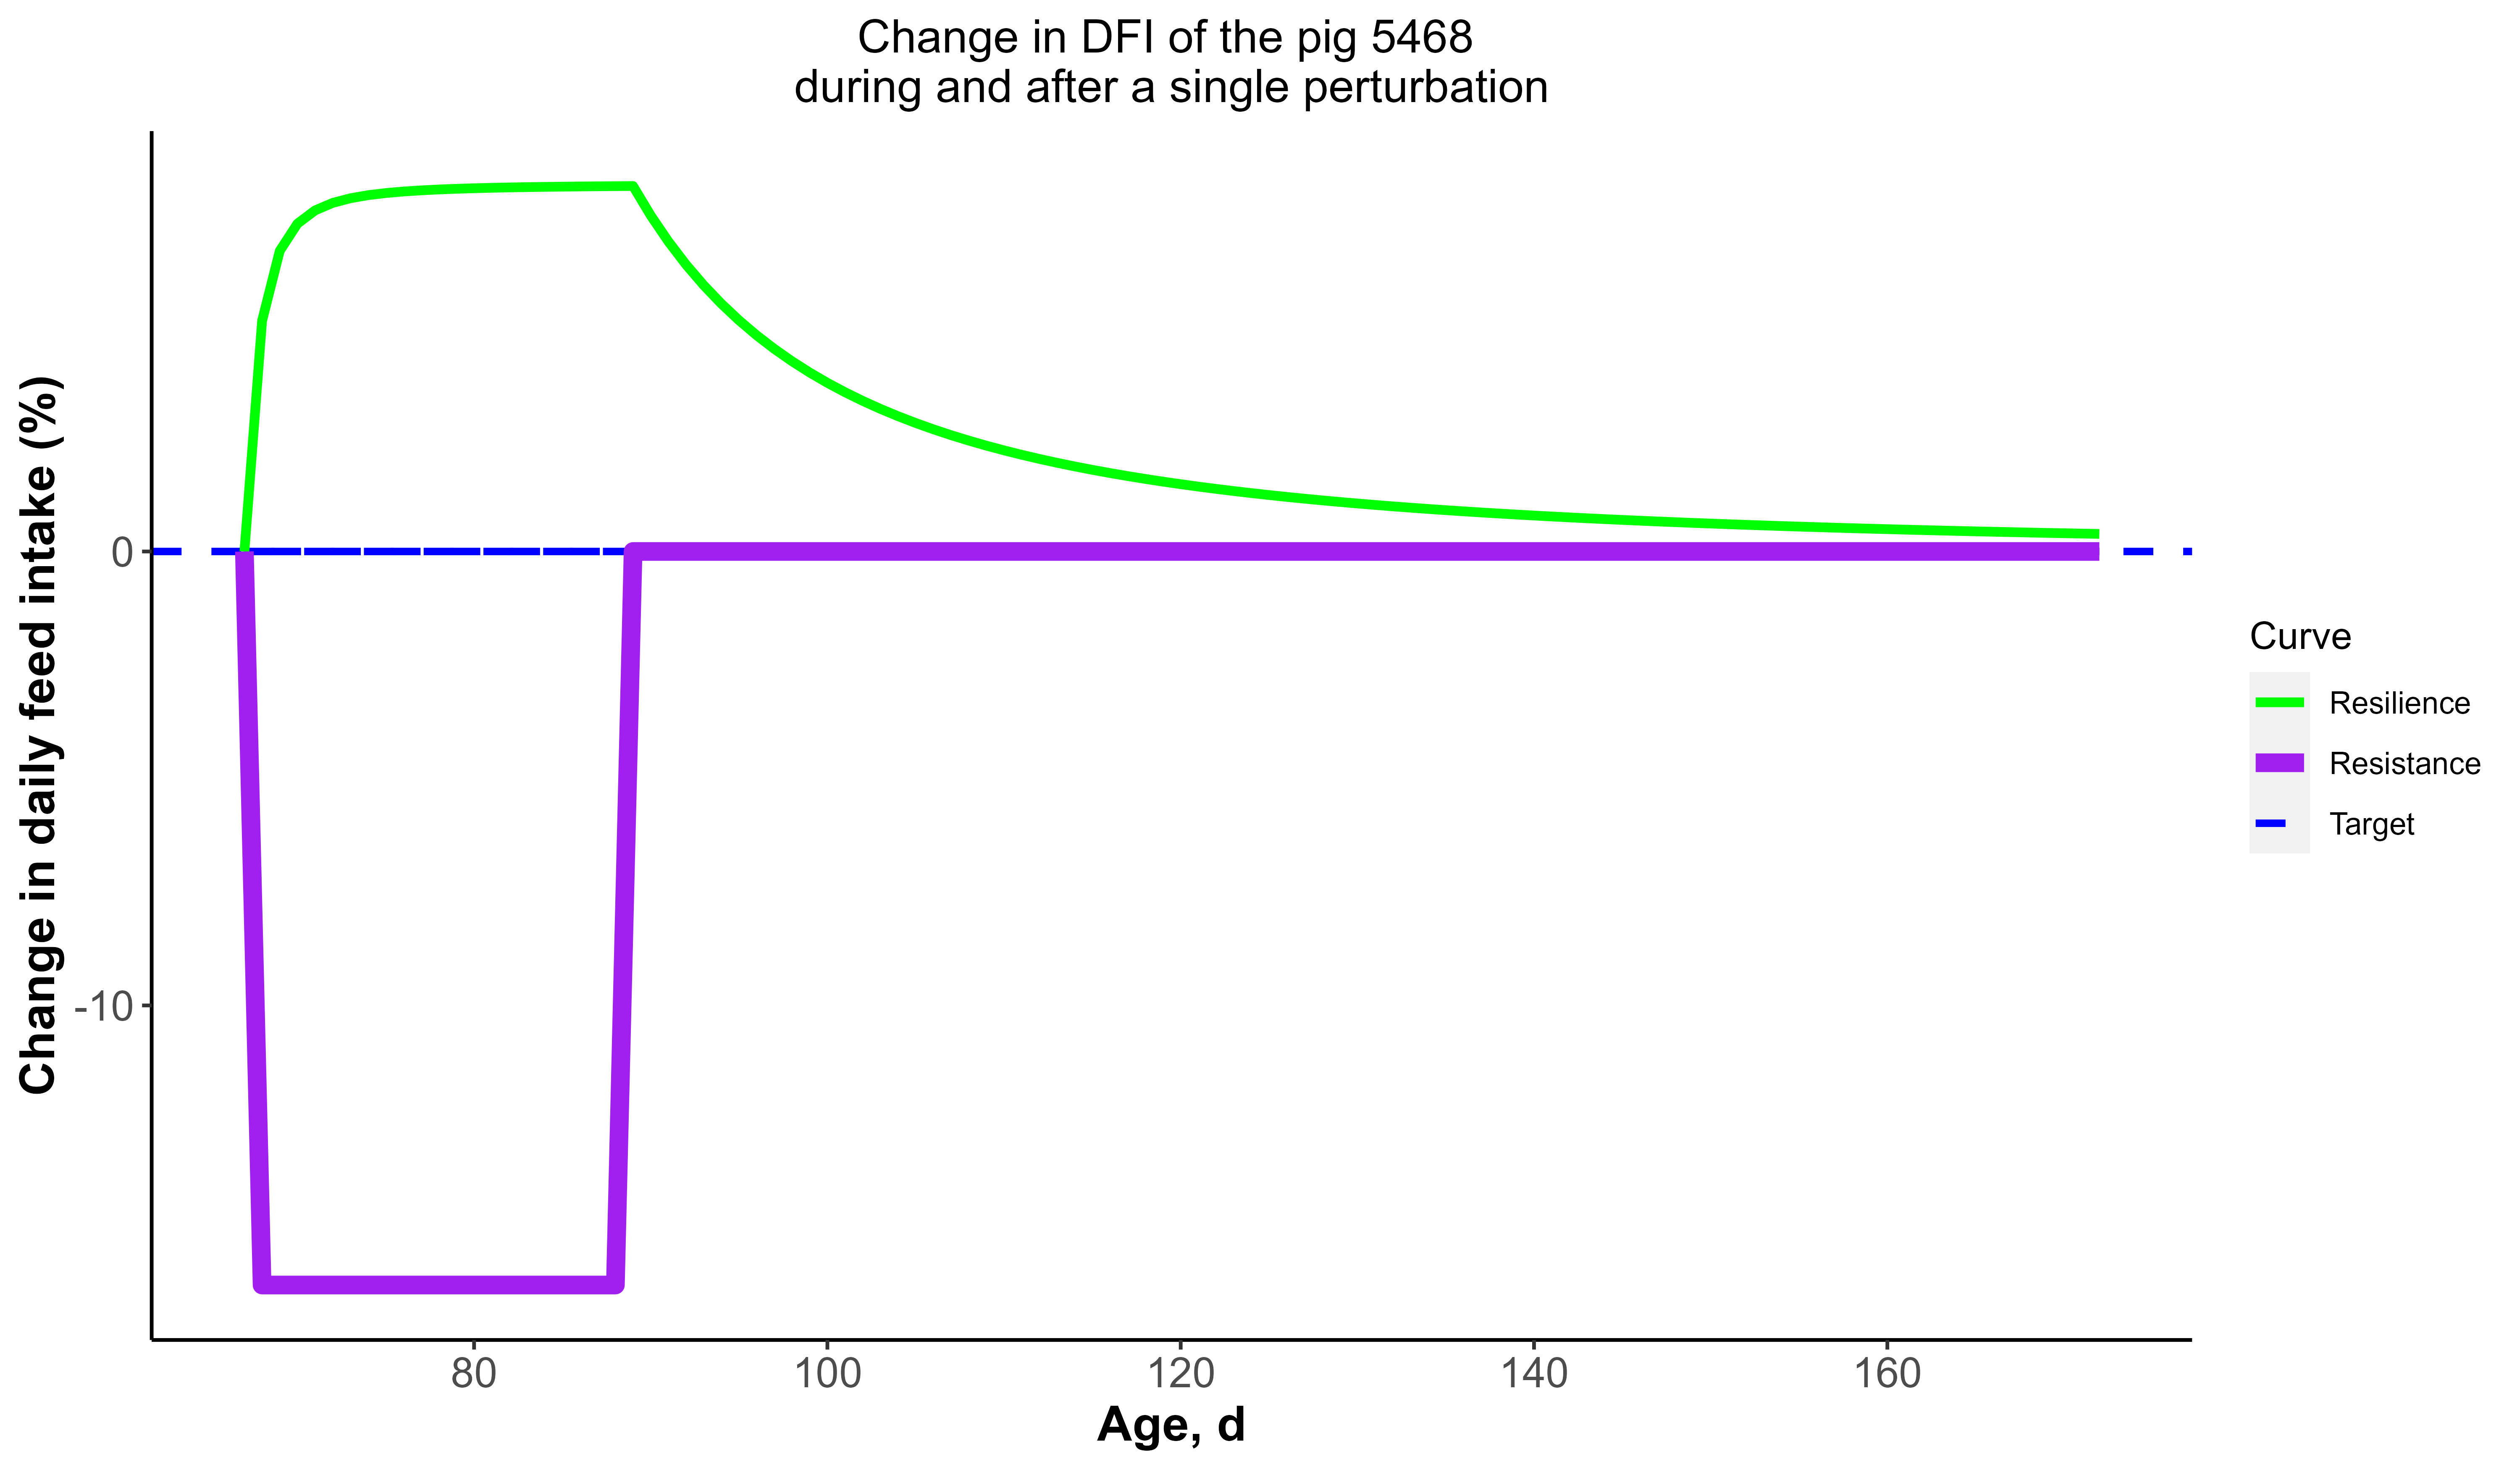 Change in DFI of the pig 5468
during and after a single perturbation
Change in daily feed intake (%)
0
-10
80
100
120
140
160
Age, d
Curve
Resilience
Resistance
Target